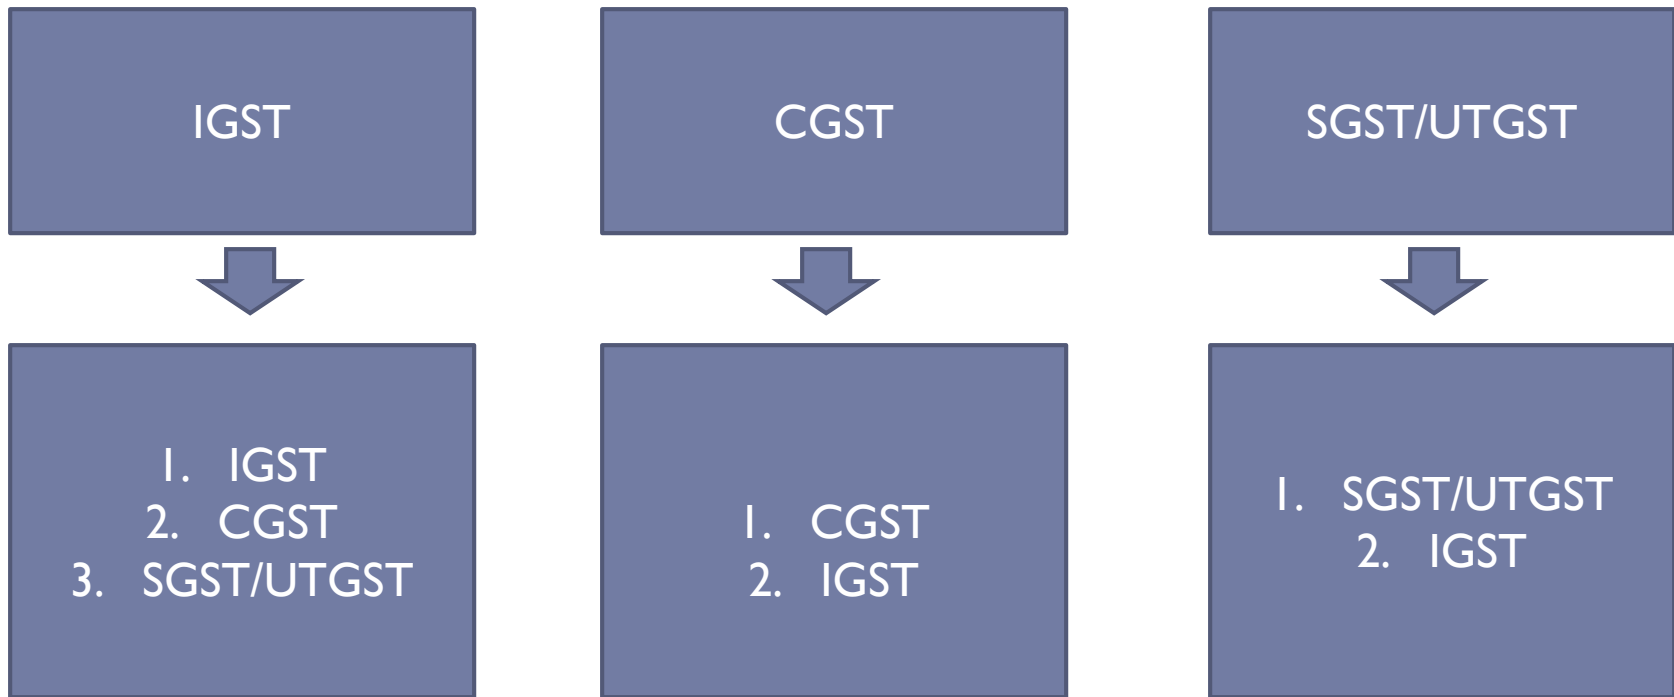 IGST
CGST
SGST/UTGST
1. IGST
2. CGST
3. SGST/UTGST
1. CGST
2. IGST
1. SGST/UTGST
2. IGST